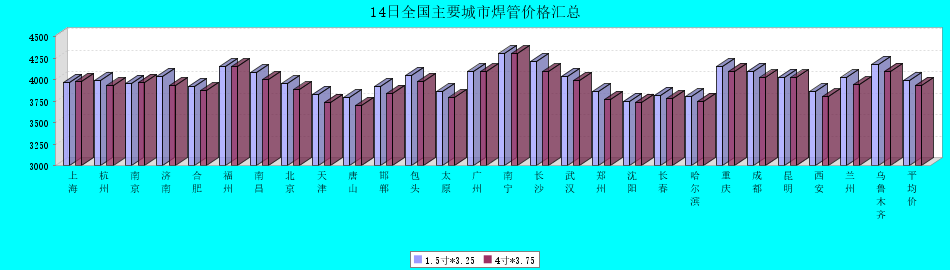 14日全国主要城市焊管价格汇总
4500
4250
4000
3750
3500
3250
3000
上海
杭州
南京
济南
合肥
福州
南昌
北京
天津
唐山
邯郸
包头
太原
广州
南宁
长沙
武汉
郑州
沈阳
长春
哈尔滨
重庆
成都
昆明
西安
兰州
乌鲁木齐
平均价
1.5寸*3.25 4寸*3.75